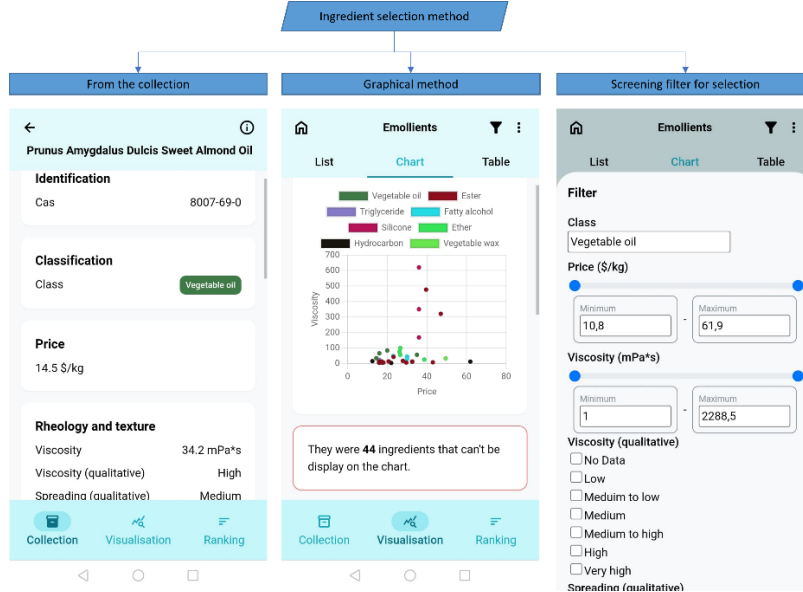 Ingredient selection method
From the collection
Graphical method
Screening filter for selection
Prunus Amygdalus Dulcis Sweet Almond Oil
Identification
Cas 8007-69-0
Classification
Class Vegetable oil
Price
14.5 $/kg
Rheology and texture
Viscosity 34.2 mPa*s
Viscosity (qualitative) High
Spreading (qualitative) Medium
Collection Visualisation Ranking
Emollients
List Chart Table
Vegetable oil Ester
Triglyceride Fatty alcohol
Silicone Ether
Hydrocarbon Vegetable wax
700
600
500
400
300
200
100
0
Viscosity
0 20 40 60 80
Price
They were 44 ingredients that can't be
display on the chart.
Collection Visualisation Ranking
Emollients
List Chart Table
Filter
Class
Vegetable oil
Price ($/kg)
Minimum Maximum
10,8 - 61,9
Viscosity (mPa*s)
Minimum Maximum
1 - 2288,5
Viscosity (qualitative)
No Data
Low
Meduim to low
Medium
Medium to high
High
Very high
Spreading (qualitative)